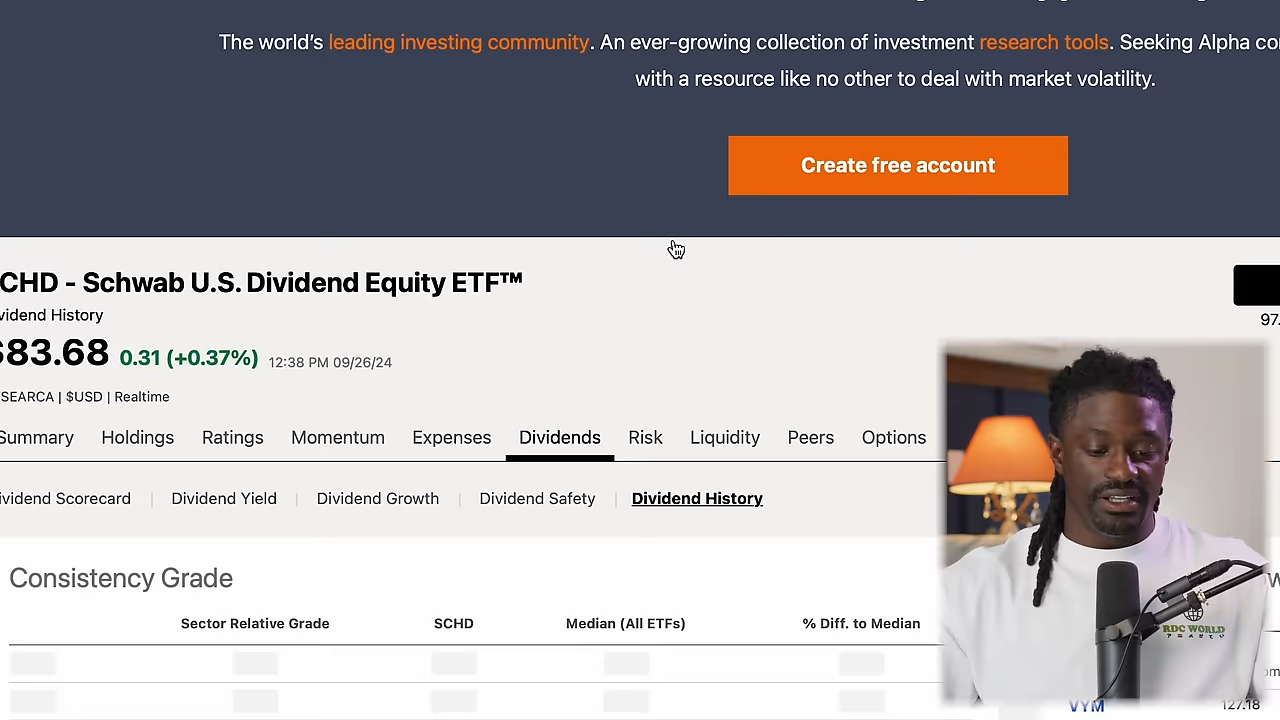 The world's leading investing community. An ever-growing collection of investment research tools. Seeking Alpha co
with a resource like no other to deal with market volatility.
Create free account
CHD - Schwab U.S. Dividend Equity ETF™
vidend History
$83.68 0.31 (+0.37%) 12:38 PM 09/26/24
97.
SEARCA | $USD | Realtime
Summary Holdings Ratings Momentum Expenses Dividends Risk Liquidity Peers Options
ividend Scorecard | Dividend Yield | Dividend Growth | Dividend Safety | Dividend History
Consistency Grade
Sector Relative Grade SCHD Median (All ETFs) % Diff. to Median
RDC WORLD
VYM 127.18